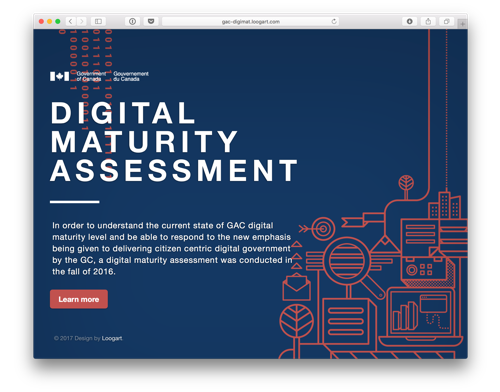 gac-digimat.loogart.com
Government of Canada
Gouvernement du Canada
DIGITAL
MATURITY
ASSESSMENT
In order to understand the current state of GAC digital
maturity level and be able to respond to the new emphasis
being given to delivering citizen centric digital government
by the GC, a digital maturity assessment was conducted in
the fall of 2016.
Learn more
© 2017 Design by Loogart.